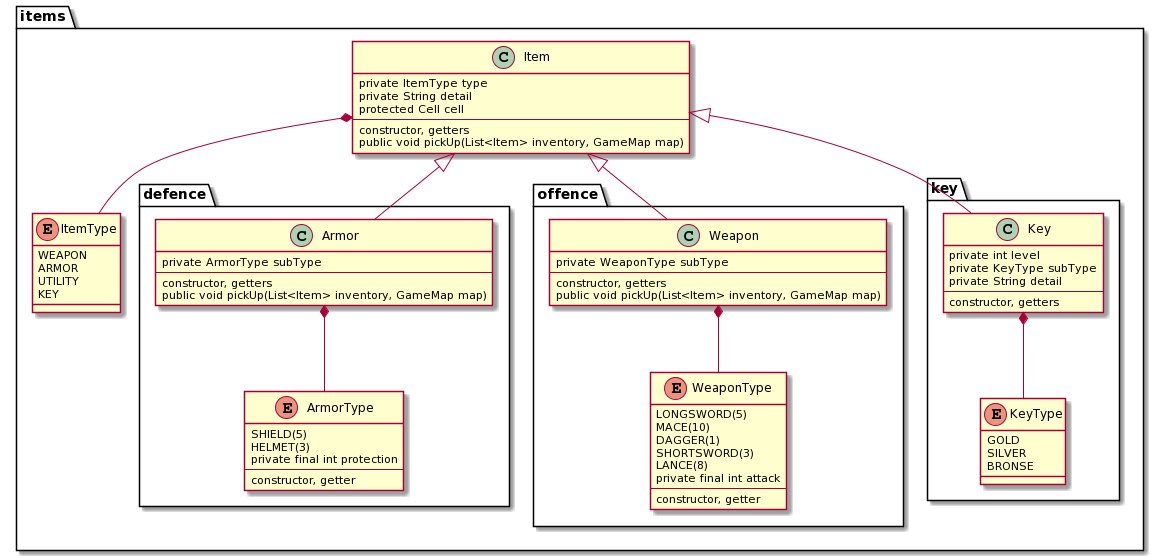 items
C Item
private ItemType type
private String detail
protected Cell cell
constructor, getters
public void pickUp(List<Item> inventory, GameMap map)
E ItemType
WEAPON
ARMOR
UTILITY
KEY
defence
C Armor
private ArmorType subType
constructor, getters
public void pickUp(List<Item> inventory, GameMap map)
E ArmorType
SHIELD(5)
HELMET(3)
private final int protection
constructor, getter
offence
C Weapon
private WeaponType subType
constructor, getters
public void pickUp(List<Item> inventory, GameMap map)
E WeaponType
LONGSWORD(5)
MACE(10)
DAGGER(1)
SHORTSWORD(3)
LANCE(8)
private final int attack
constructor, getter
key
C Key
private int level
private KeyType subType
private String detail
constructor, getters
E KeyType
GOLD
SILVER
BRONSE